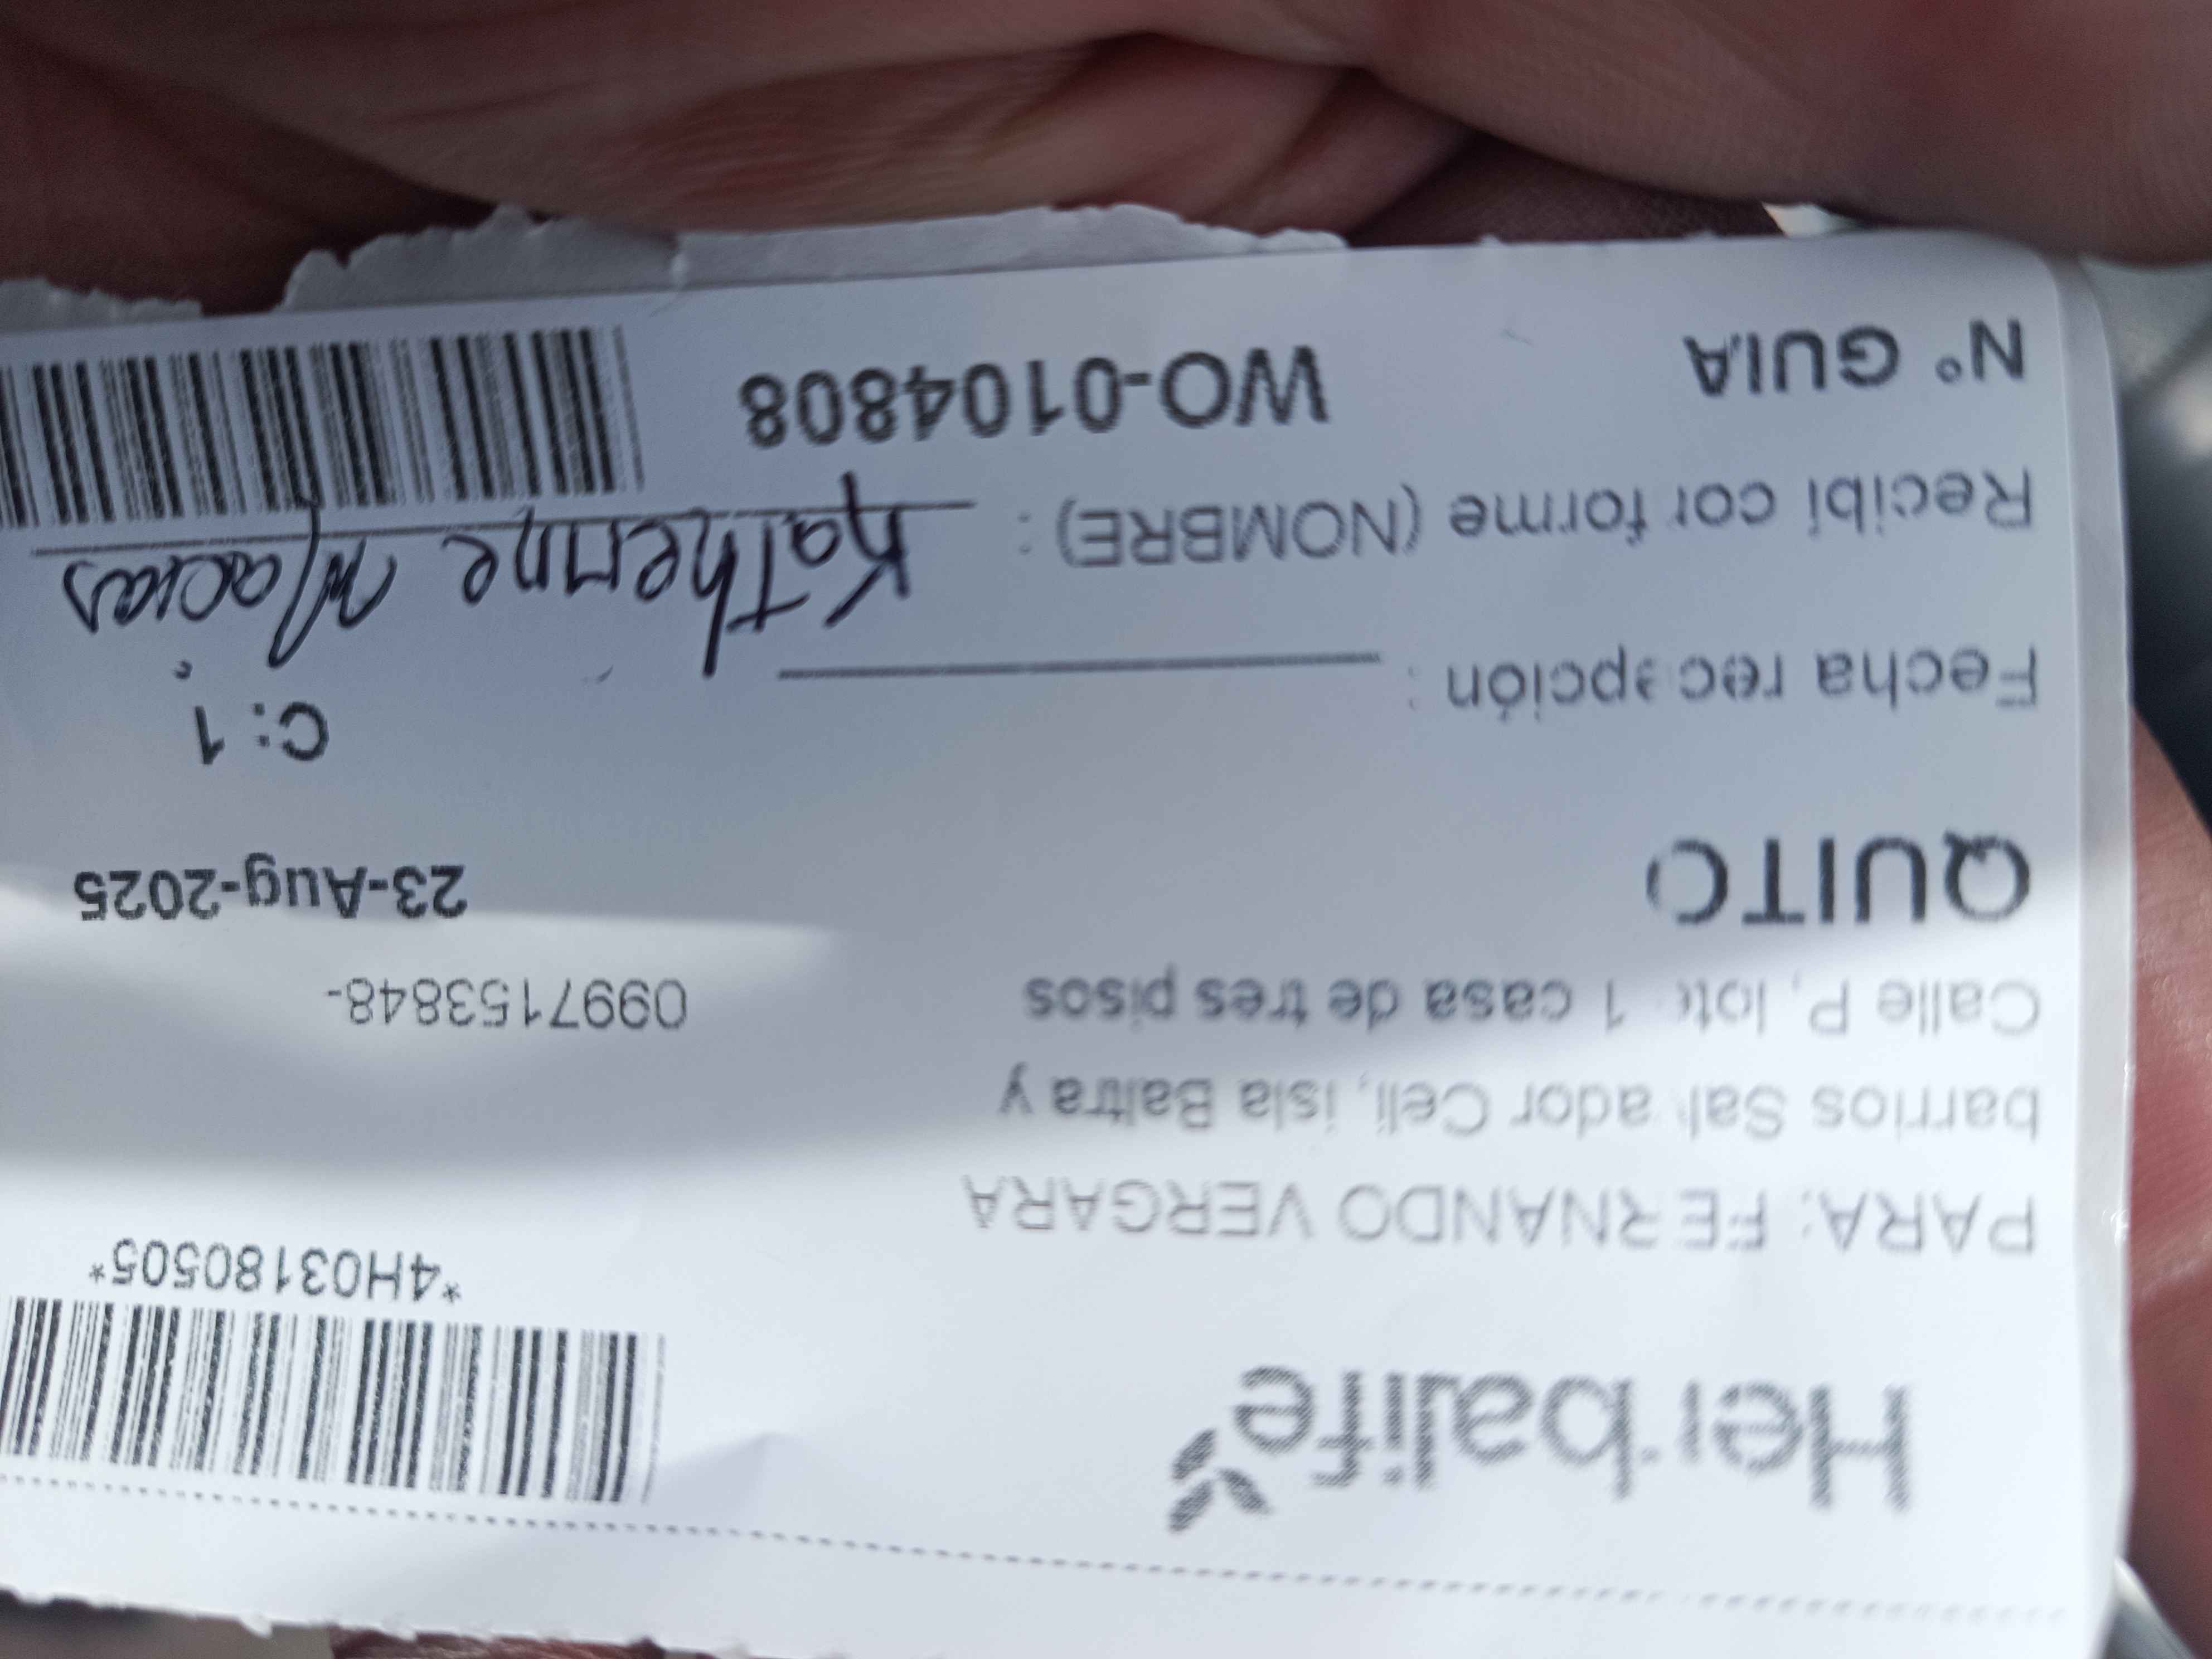 Herbalife
*4H03180505*
PARA: FERNANDO VERGARA
barrios Salvador Celi, isla Baltra y
Calle P, lote 1 casa de tres pisos
0997153848-
QUITO
23-Aug-2025
C: 1
Fecha recepción :
Recibí conforme (NOMBRE) : Katherine Macias
N° GUIA WO-0104808